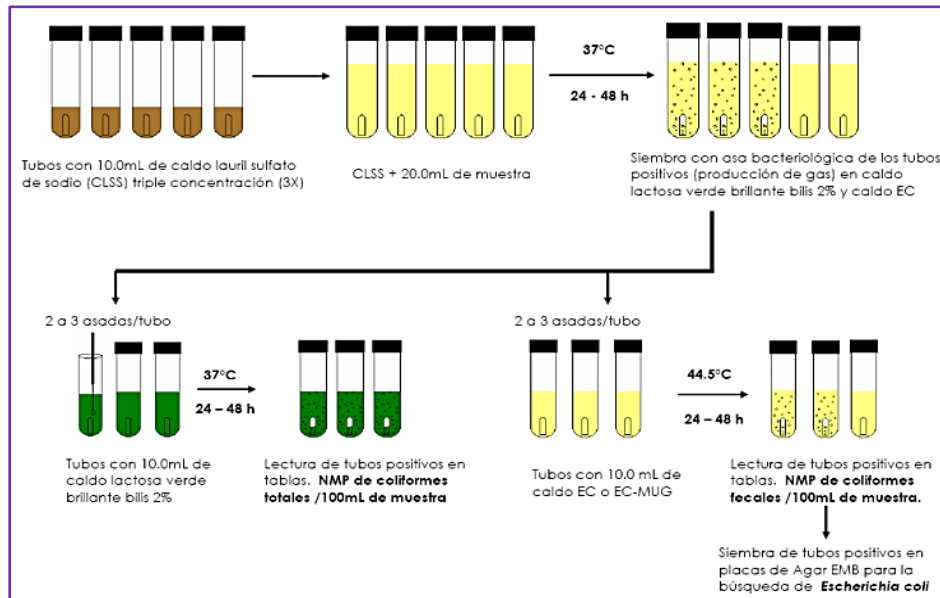 Tubos con 10.0mL de caldo lauril sulfato
de sodio (CLSS) triple concentración (3X)
CLSS + 20.0mL de muestra
37°C
24 - 48 h
Siembra con asa bacteriológica de los tubos
positivos (producción de gas) en caldo
lactosa verde brillante bilis 2% y caldo EC
2 a 3 asadas/tubo
37°C
24 – 48 h
Tubos con 10.0mL de
caldo lactosa verde
brillante bilis 2%
Lectura de tubos positivos en
tablas. NMP de coliformes
totales /100mL de muestra
2 a 3 asadas/tubo
44.5°C
24 – 48 h
Tubos con 10.0 mL de
caldo EC o EC-MUG
Lectura de tubos positivos en
tablas. NMP de coliformes
fecales /100mL de muestra.
Siembra de tubos positivos en
placas de Agar EMB para la
búsqueda de Escherichia coli